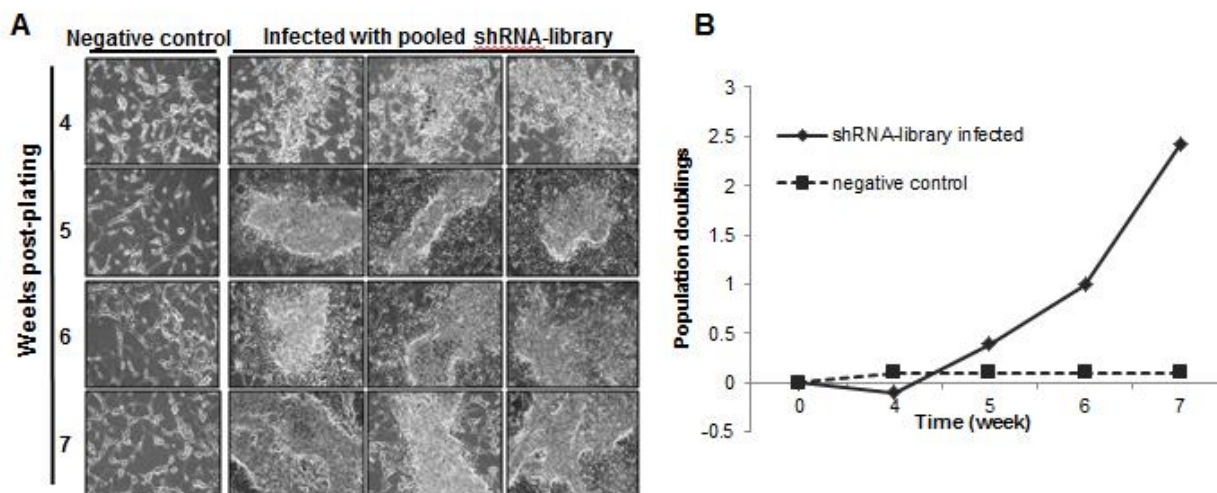 A
Negative control
Infected with pooled shRNA-library
Weeks post-plating
4
5
6
7
B
Population doublings
3
2.5
2
1.5
1
0.5
0
-0.5
shRNA-library infected
negative control
0
4
5
6
7
Time (week)